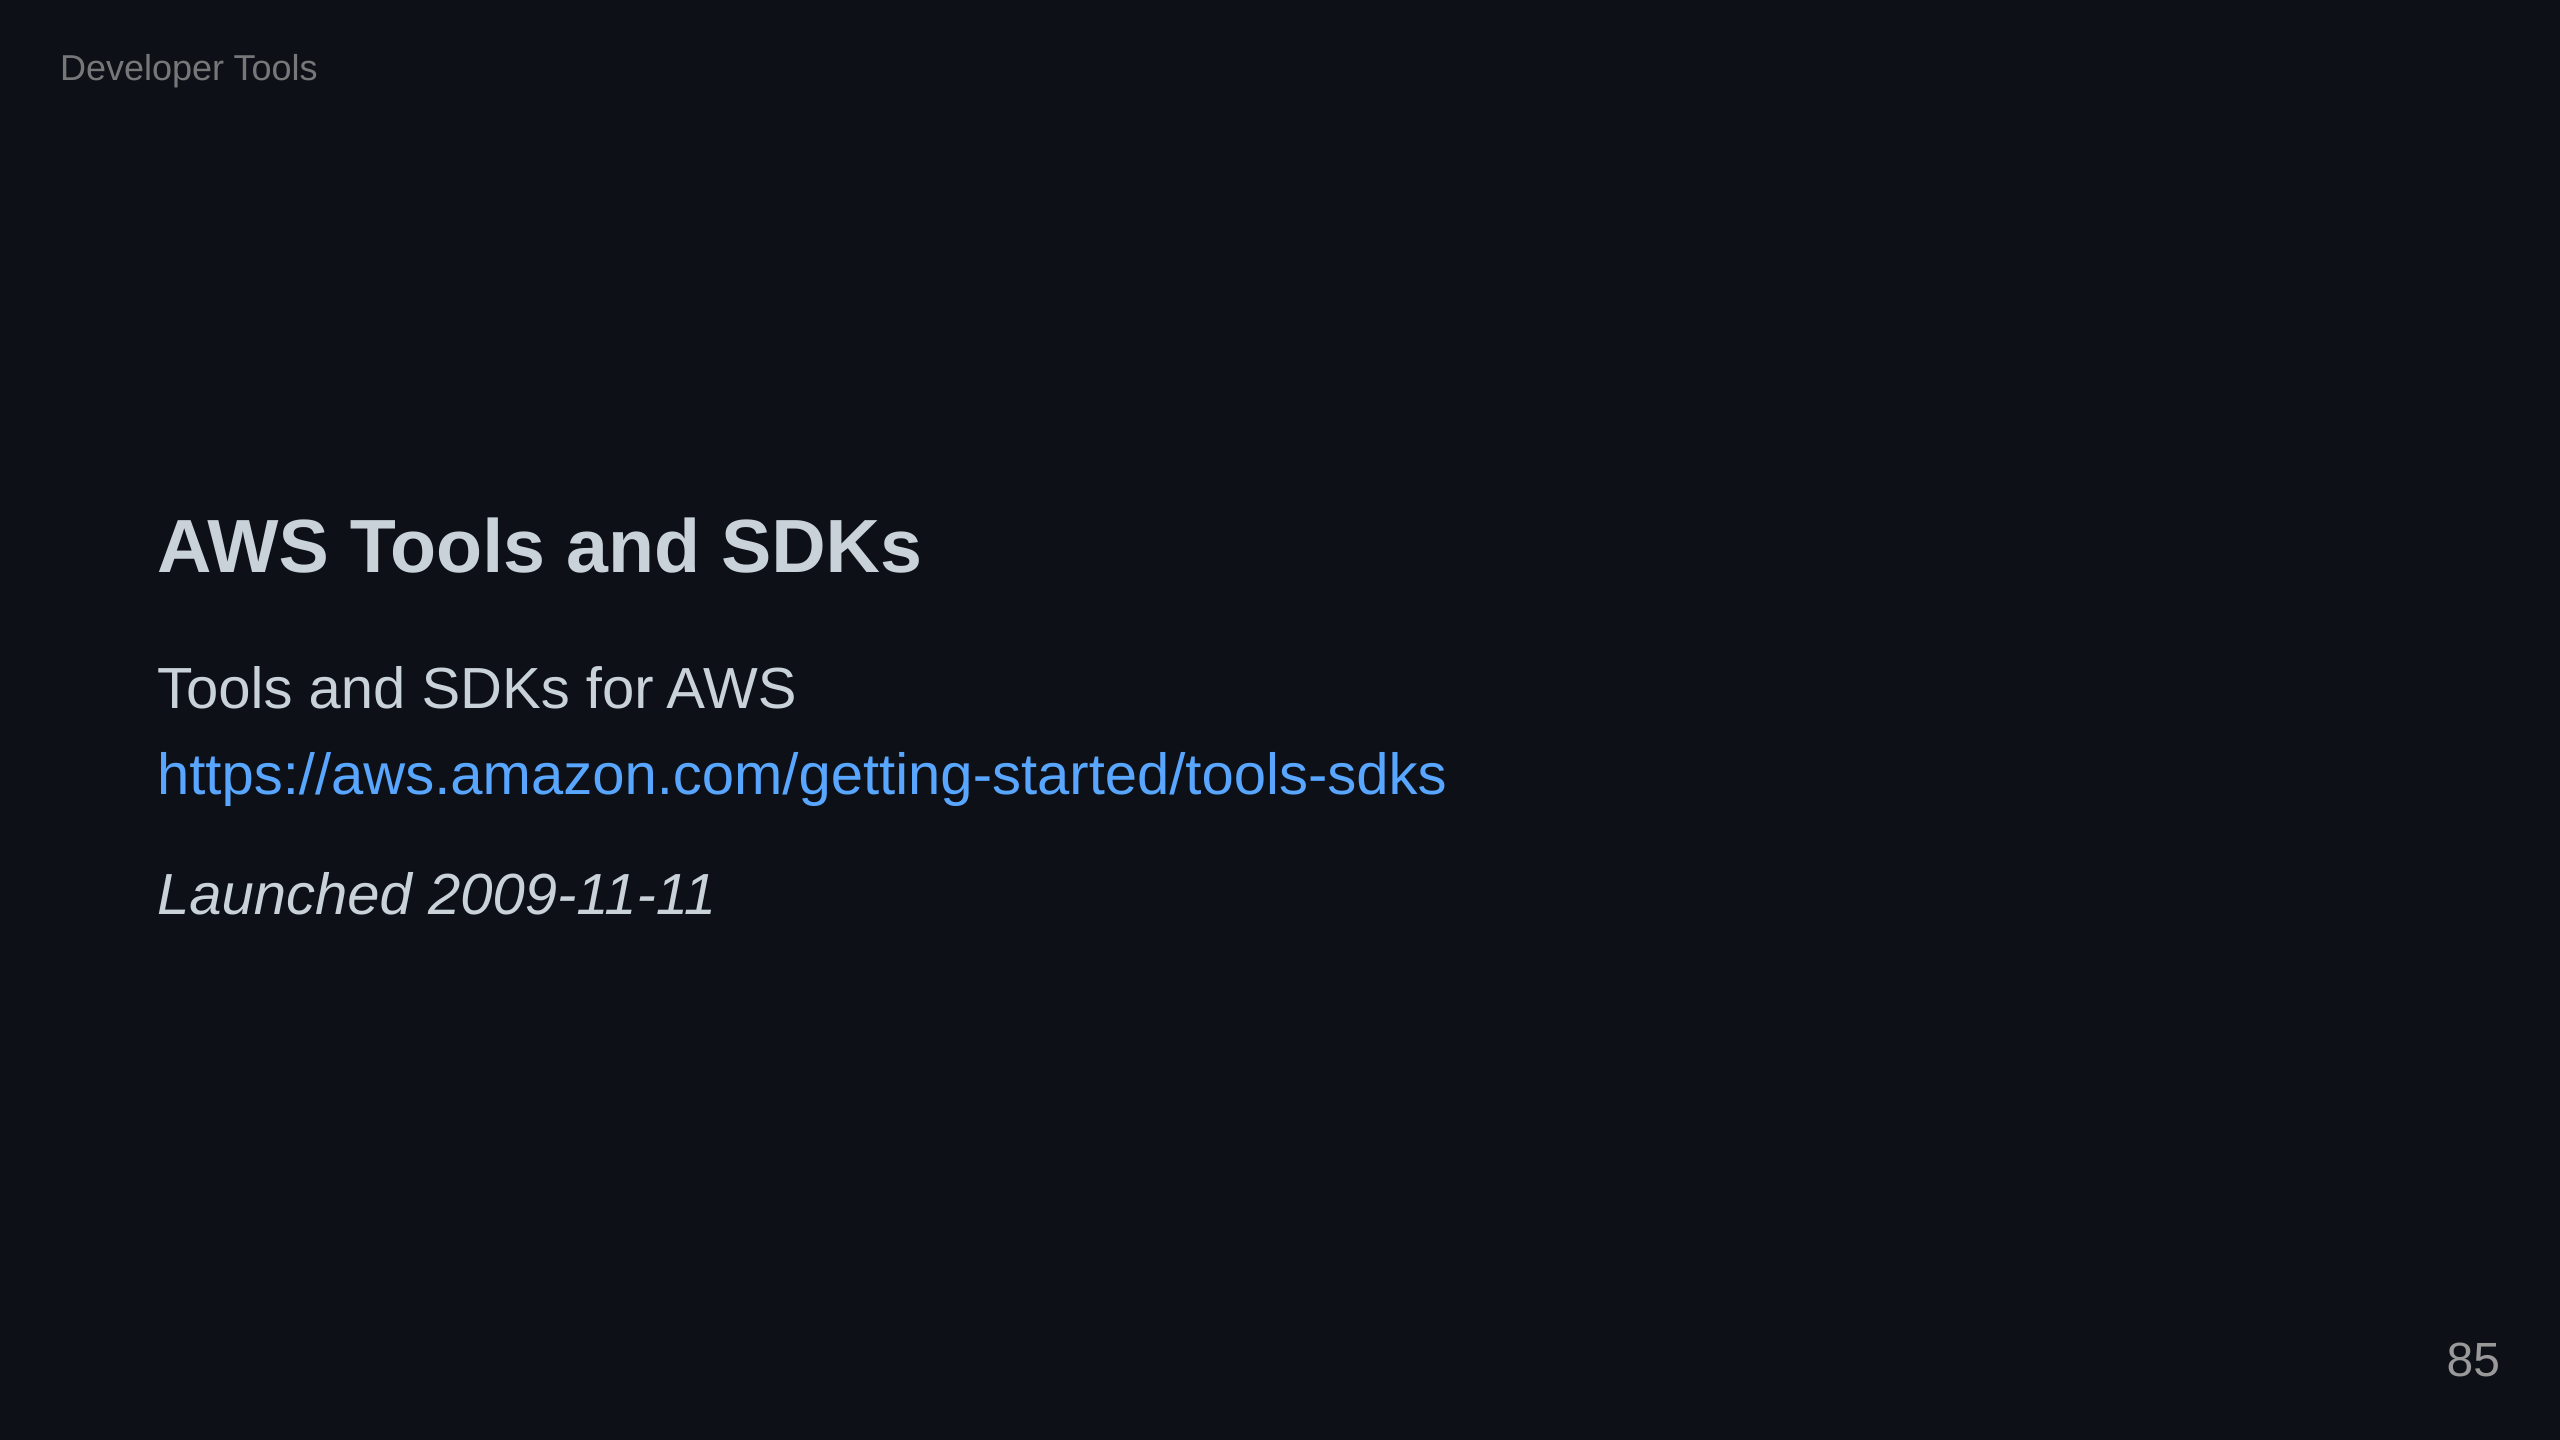 Developer Tools
AWS Tools and SDKs
Tools and SDKs for AWS
https://aws.amazon.com/getting-started/tools-sdks
Launched 2009-11-11
85